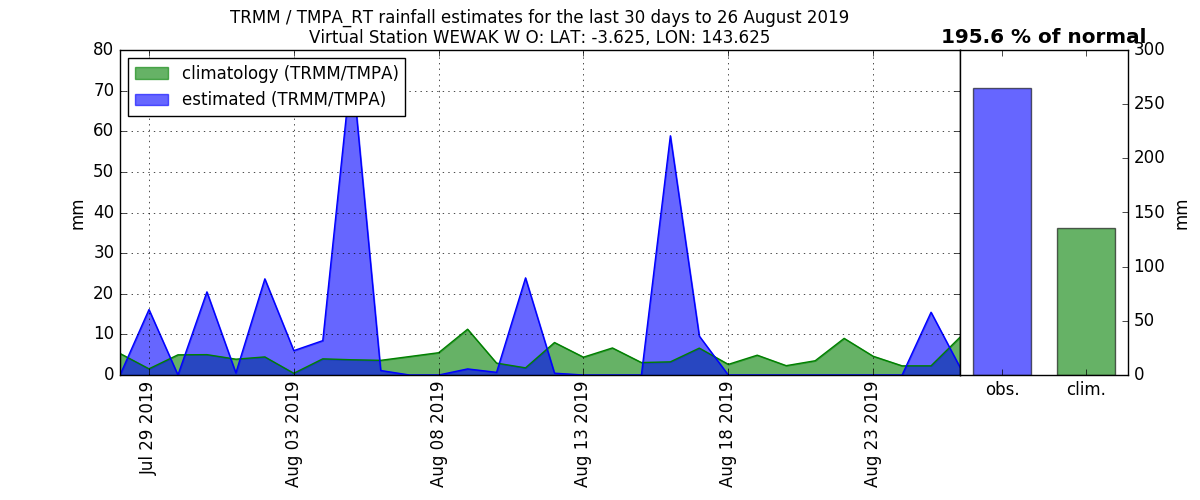 TRMM / TMPA_RT rainfall estimates for the last 30 days to 26 August 2019
Virtual Station WEWAK W O: LAT: -3.625, LON: 143.625
195.6 % of normal
climatology (TRMM/TMPA)
estimated (TRMM/TMPA)
mm
80
70
60
50
40
30
20
10
0
Jul 29 2019
Aug 03 2019
Aug 08 2019
Aug 13 2019
Aug 18 2019
Aug 23 2019
300
250
200
150
100
50
0
mm
obs.
clim.